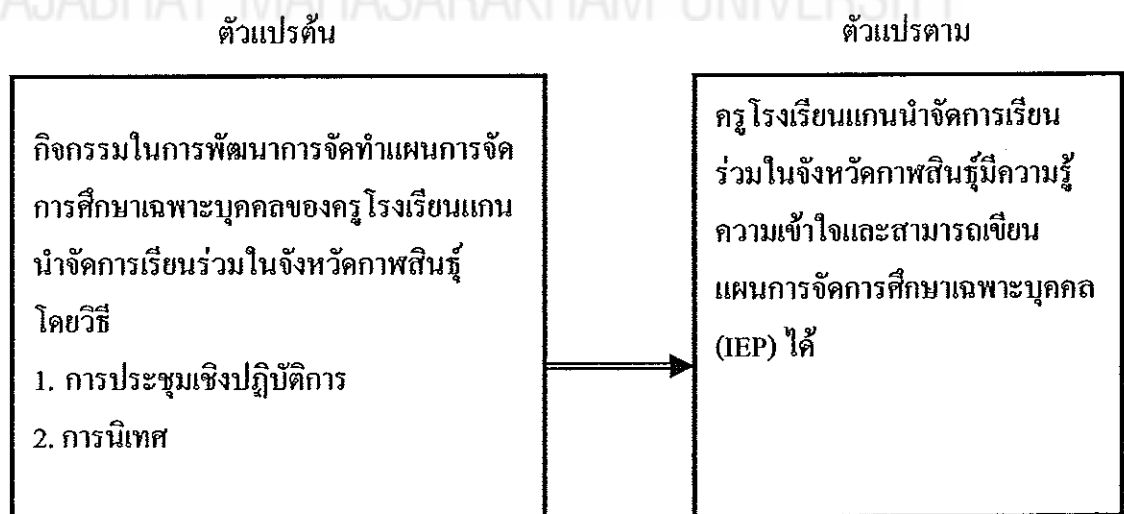 RAJABHAT MAHASARAKHAM UNIVERSITY
ตัวแปรต้น
กิจกรรมในการพัฒนาการจัดทำแผนการจัด
การศึกษาเฉพาะบุคคลของครูโรงเรียนแกน
นำจัดการเรียนร่วมในจังหวัดกาฬสินธุ์
โดยวิธี
1. การประชุมเชิงปฏิบัติการ
2. การนิเทศ
ตัวแปรตาม
ครูโรงเรียนแกนนำจัดการเรียน
ร่วมในจังหวัดกาฬสินธุ์มีความรู้
ความเข้าใจและสามารถเขียน
แผนการจัดการศึกษาเฉพาะบุคคล
(IEP) ได้